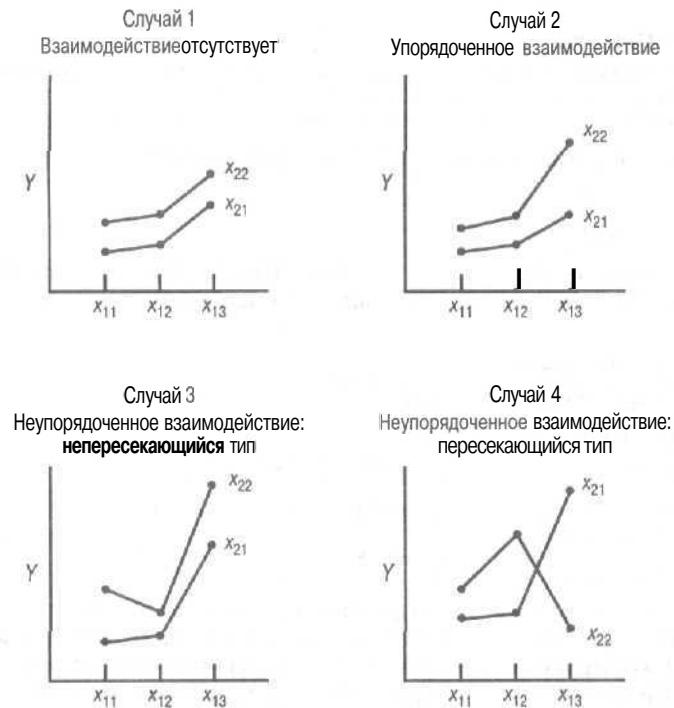 Случай 1
Взаимодействие отсутствует
Y
x22
x21
x11 x12 x13
Случай 2
Упорядоченное взаимодействие
Y
x22
x21
x11 x12 x13
Случай 3
Неупорядоченное взаимодействие:
непересекающийся тип
Y
x22
x21
x11 x12 x13
Случай 4
Неупорядоченное взаимодействие:
пересекающийся тип
Y
x21
x22
x11 x12 x13